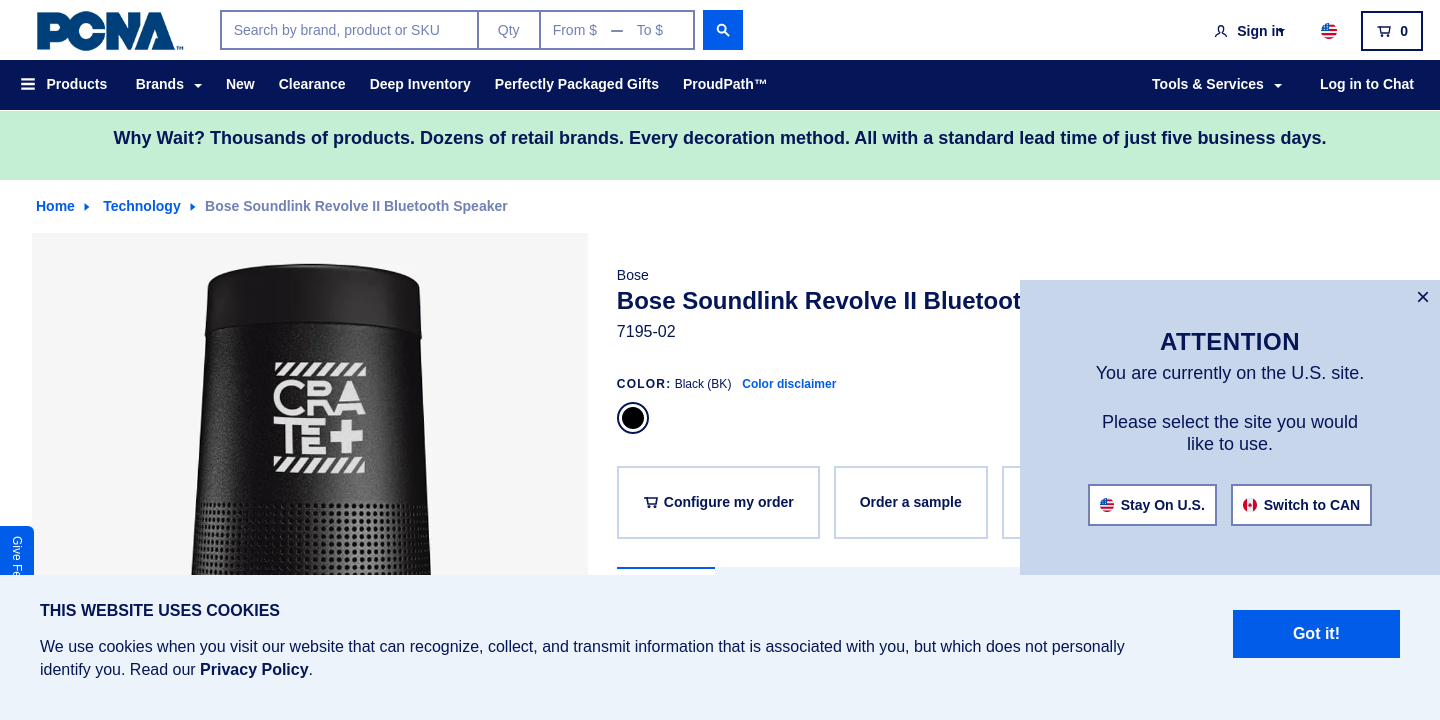 PCNA™
Search by brand, product or SKU Qty From $ — To $
Sign in 0
Products Brands New Clearance Deep Inventory Perfectly Packaged Gifts ProudPath™ Tools & Services Log in to Chat
Why Wait? Thousands of products. Dozens of retail brands. Every decoration method. All with a standard lead time of just five business days.
Home Technology Bose Soundlink Revolve II Bluetooth Speaker
CRATE+
Bose
Bose Soundlink Revolve II Bluetoot
7195-02
COLOR: Black (BK) Color disclaimer
Configure my order Order a sample
×
ATTENTION
You are currently on the U.S. site.
Please select the site you would
like to use.
Stay On U.S. Switch to CAN
Give Fe
THIS WEBSITE USES COOKIES
We use cookies when you visit our website that can recognize, collect, and transmit information that is associated with you, but which does not personally
identify you. Read our Privacy Policy.
Got it!